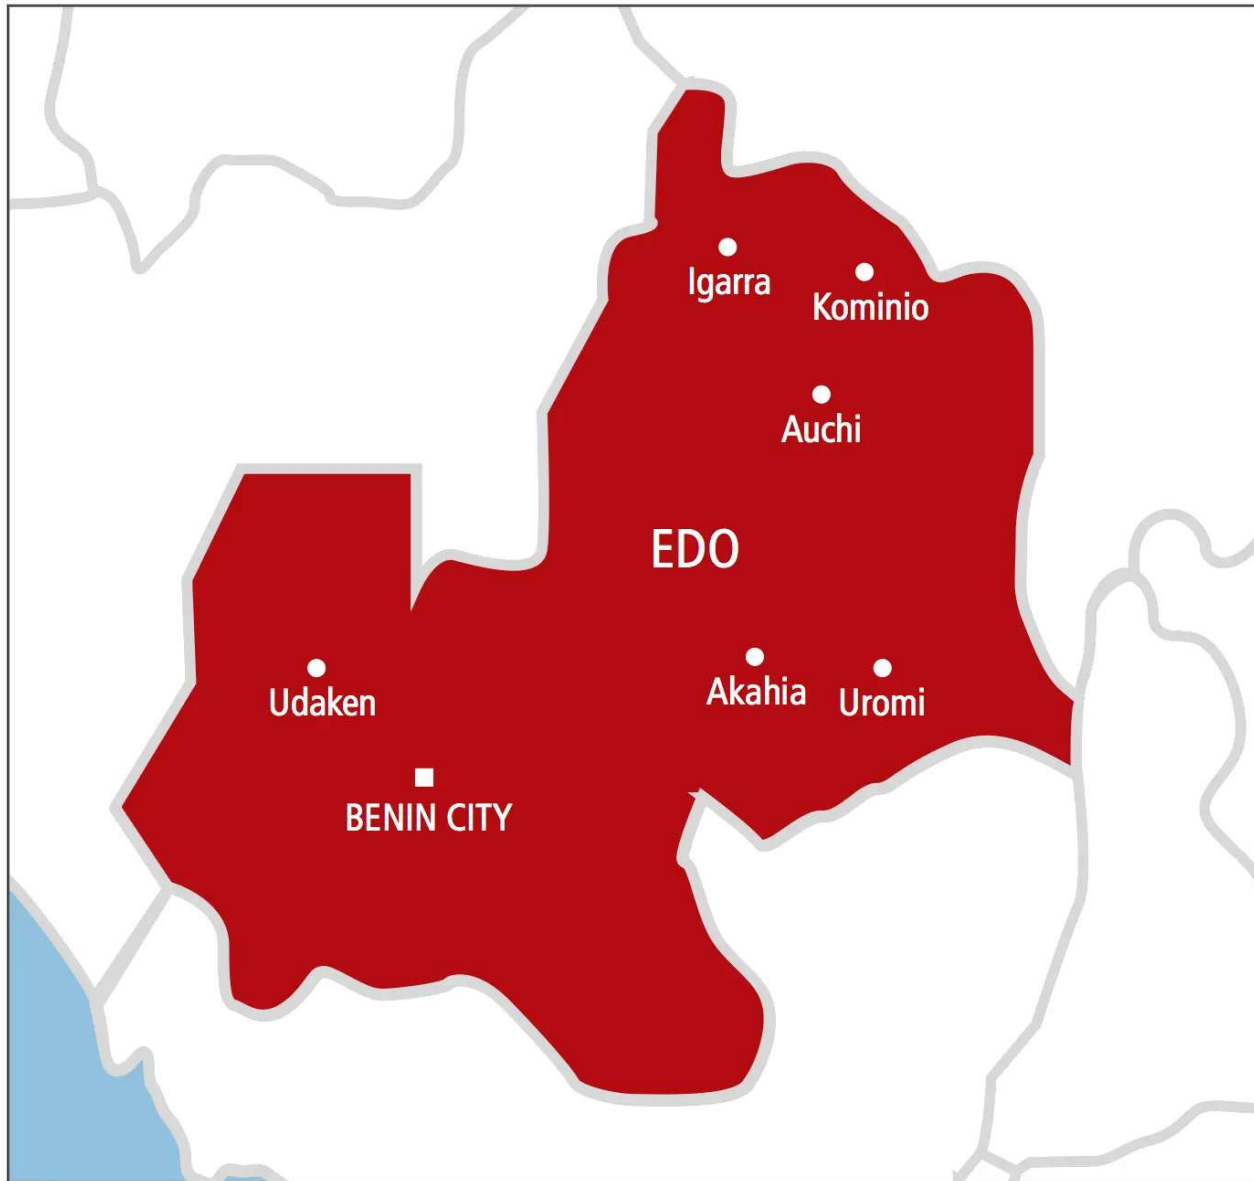 Igarra
Kominio
Auchi
EDO
Akahia
Uromi
Udaken
BENIN CITY